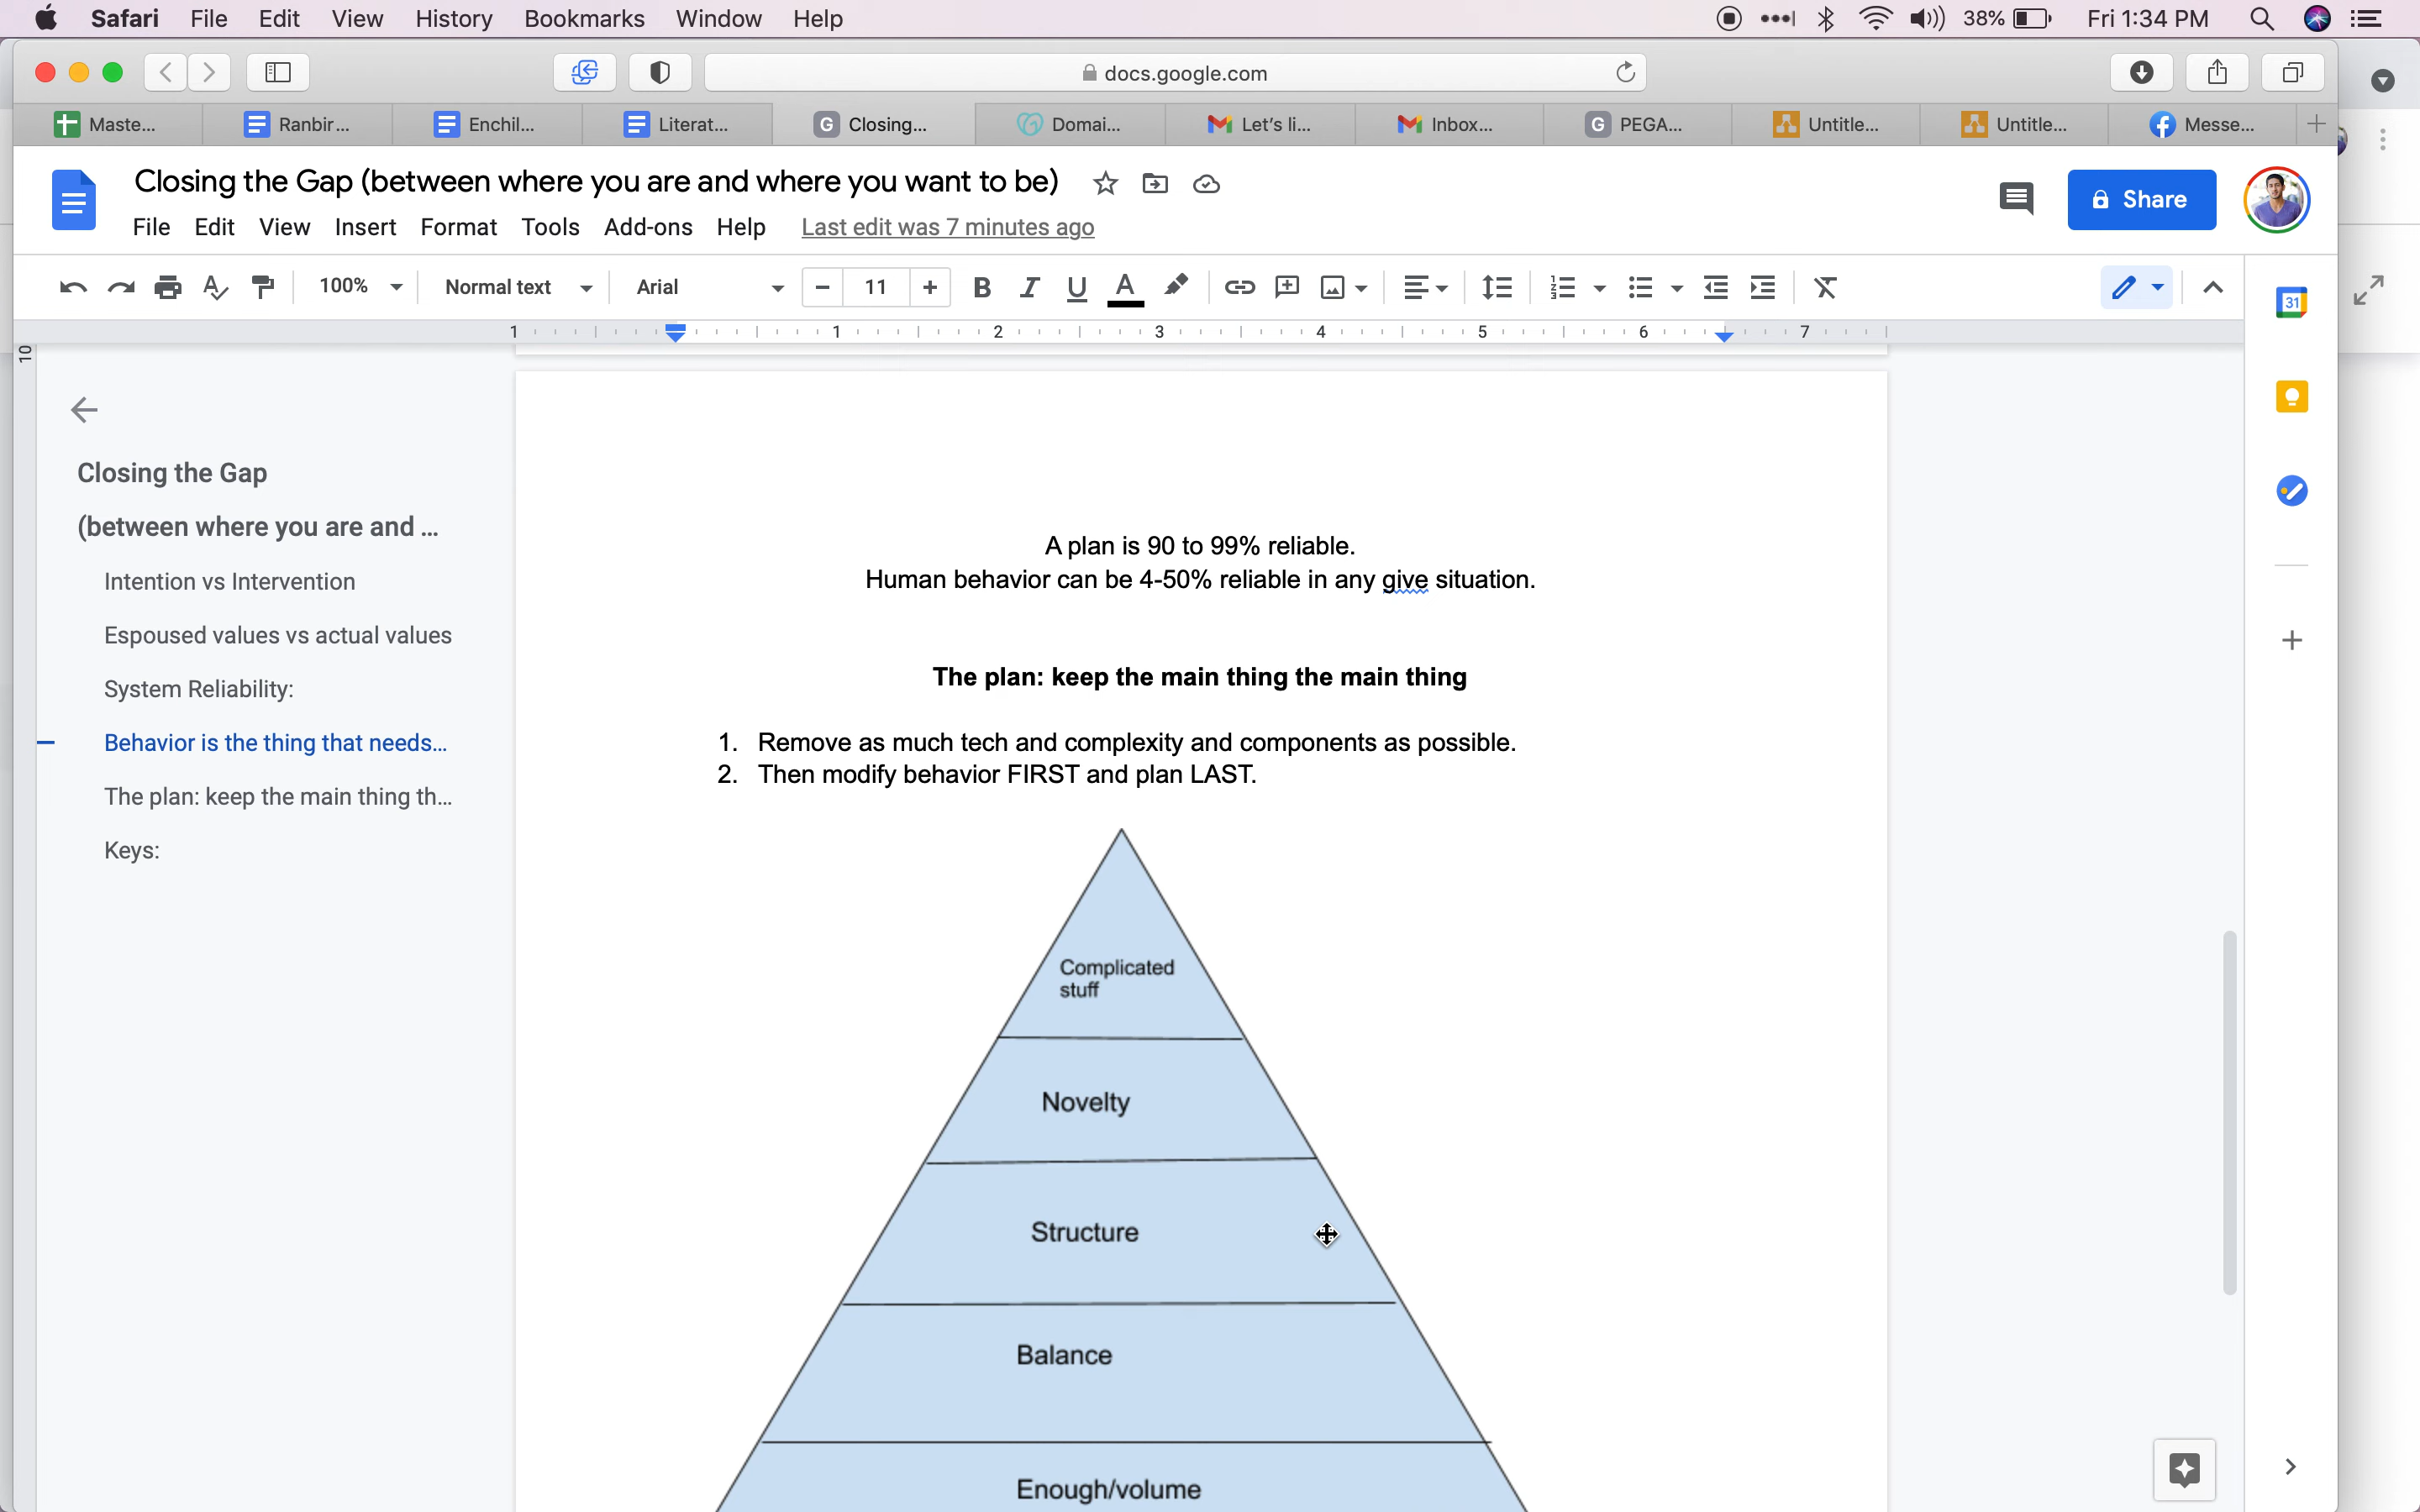 Safari File Edit View History Bookmarks Window Help 38% Fri 1:34 PM
docs.google.com
Maste... Ranbir... Enchil... Literat... G Closing... Domai... Let's li... Inbox... G PEGA... Untitle... Untitle... Messe...
Closing the Gap (between where you are and where you want to be)
Share
File Edit View Insert Format Tools Add-ons Help Last edit was 7 minutes ago
100% Normal text Arial 11 B I U A
31
1 1 2 3 4 5 6 7
10
Closing the Gap
(between where you are and ...
Intention vs Intervention
Espoused values vs actual values
System Reliability:
Behavior is the thing that needs...
The plan: keep the main thing th...
Keys:
A plan is 90 to 99% reliable.
Human behavior can be 4-50% reliable in any give situation.
The plan: keep the main thing the main thing
1. Remove as much tech and complexity and components as possible.
2. Then modify behavior FIRST and plan LAST.
Complicated
stuff
Novelty
Structure
Balance
Enough/volume